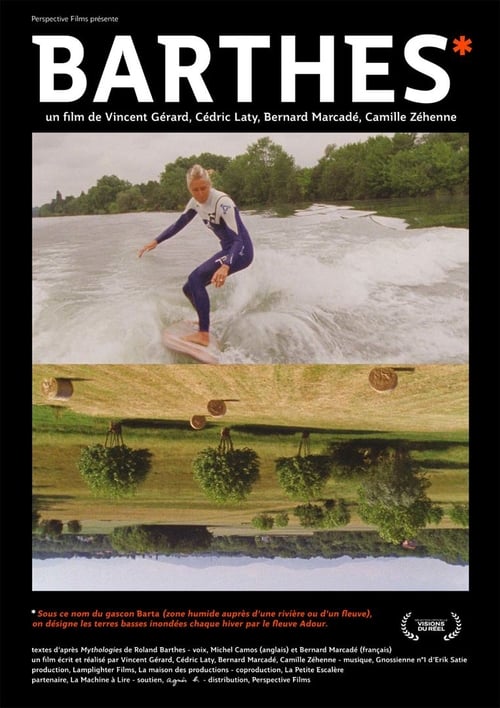 Perspective Films présente
BARTHES*
un film de Vincent Gérard, Cédric Laty, Bernard Marcadé, Camille Zéhenne
* Sous ce nom du gascon Barta (zone humide auprès d'une rivière ou d'un fleuve),
on désigne les terres basses inondées chaque hiver par le fleuve Adour.
VISIONS
DU RÉEL
textes d'après Mythologies de Roland Barthes - voix, Michel Camos (anglais) et Bernard Marcadé (français)
un film écrit et réalisé par Vincent Gérard, Cédric Laty, Bernard Marcadé, Camille Zéhenne - musique, Gnossienne n°1 d'Erik Satie
production, Lamplighter Films, La maison des productions - coproduction, La Petite Escalère
partenaire, La Machine à Lire - soutien, agnès b. - distribution, Perspective Films